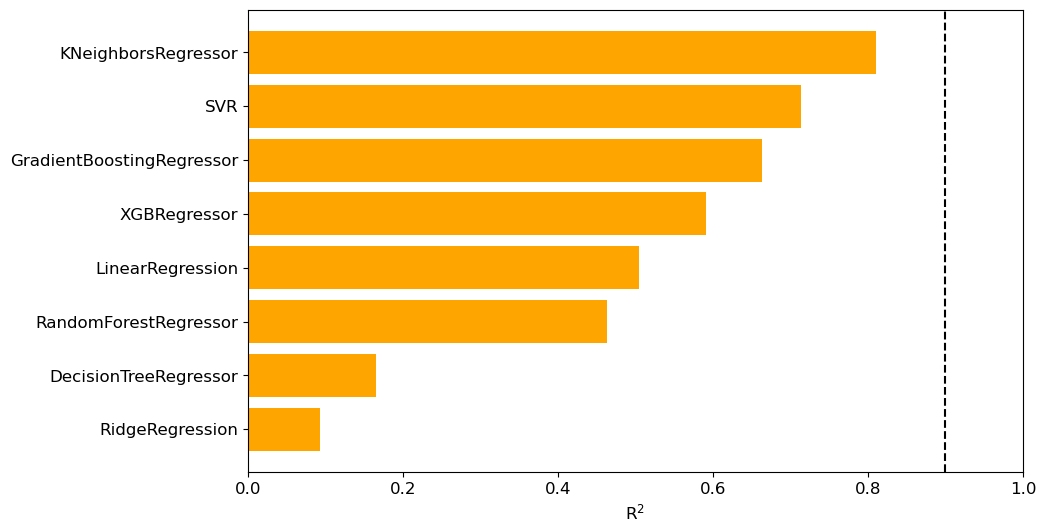 KNeighborsRegressor
SVR
GradientBoostingRegressor
XGBRegressor
LinearRegression
RandomForestRegressor
DecisionTreeRegressor
RidgeRegression
0.0 0.2 0.4 0.6 0.8 1.0
R²